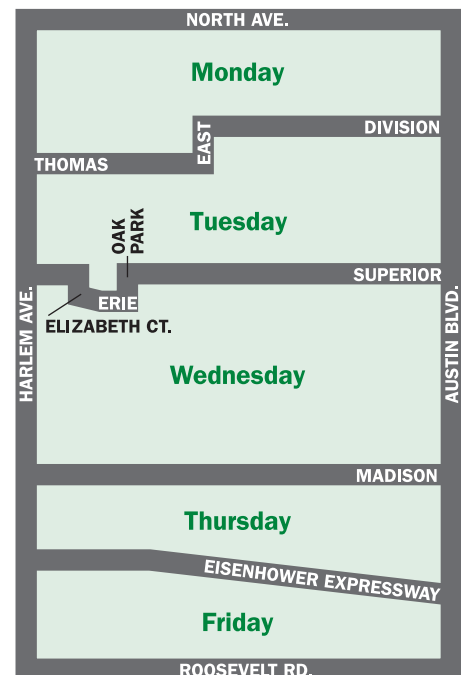 NORTH AVE.
Monday
DIVISION
EAST
THOMAS
OAK
PARK
Tuesday
SUPERIOR
ERIE
ELIZABETH CT.
HARLEM AVE.
AUSTIN BLVD.
Wednesday
MADISON
Thursday
EISENHOWER EXPRESSWAY
Friday
ROOSEVELT RD.